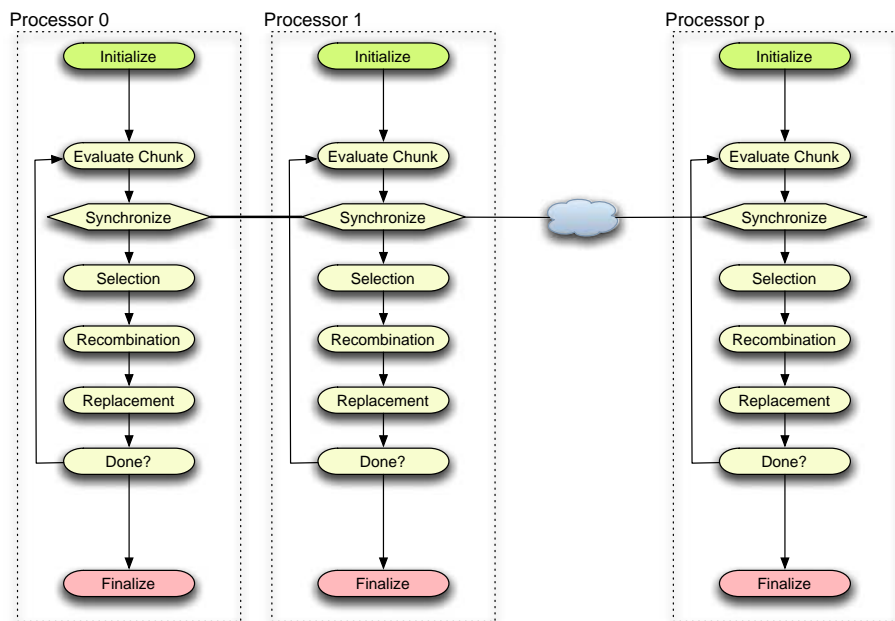 Processor 0
Processor 1
Processor p
Initialize
Initialize
Initialize
Evaluate Chunk
Evaluate Chunk
Evaluate Chunk
Synchronize
Synchronize
Synchronize
Selection
Selection
Selection
Recombination
Recombination
Recombination
Replacement
Replacement
Replacement
Done?
Done?
Done?
Finalize
Finalize
Finalize